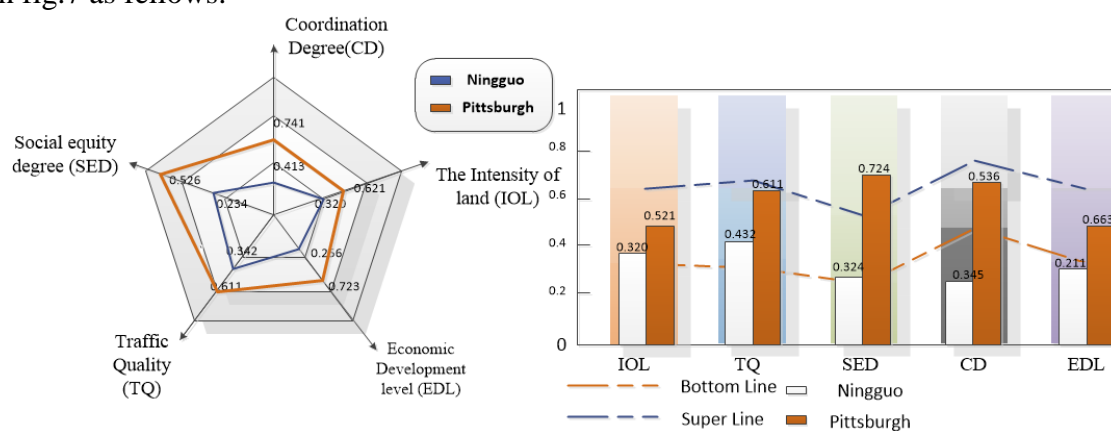 n fig.7 as fellows:
Coordination
Degree(CD)
Ningguo
Pittsburgh
0.741
0.413
Social equity
degree (SED)
0.526
0.234
0.621
0.320
The Intensity of
land (IOL)
0.342
0.611
0.256
0.723
Traffic
Quality
(TQ)
Economic
Development
level (EDL)
1
0.8
0.6
0.4
0.2
0
0.320
0.521
0.432
0.611
0.324
0.724
0.345
0.536
0.211
0.663
IOL
TQ
SED
CD
EDL
Bottom Line
Ningguo
Super Line
Pittsburgh